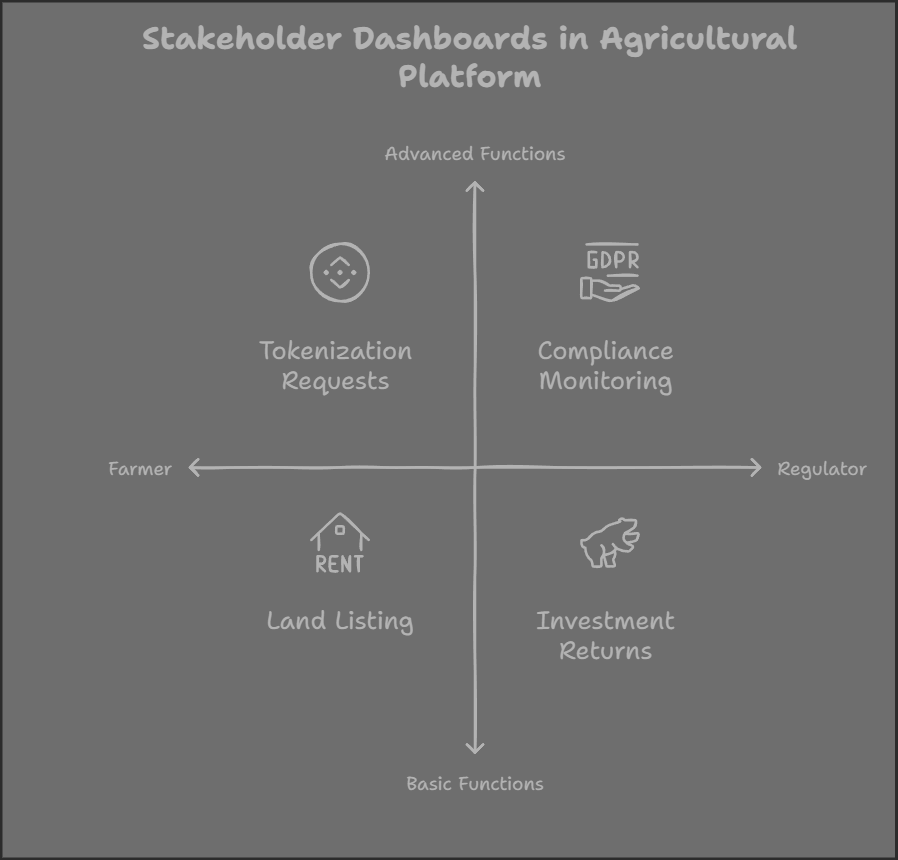 Stakeholder Dashboards in Agricultural
Platform
Advanced Functions
GDPR
Tokenization
Requests
Compliance
Monitoring
Farmer
Regulator
RENT
Land Listing
Investment
Returns
Basic Functions